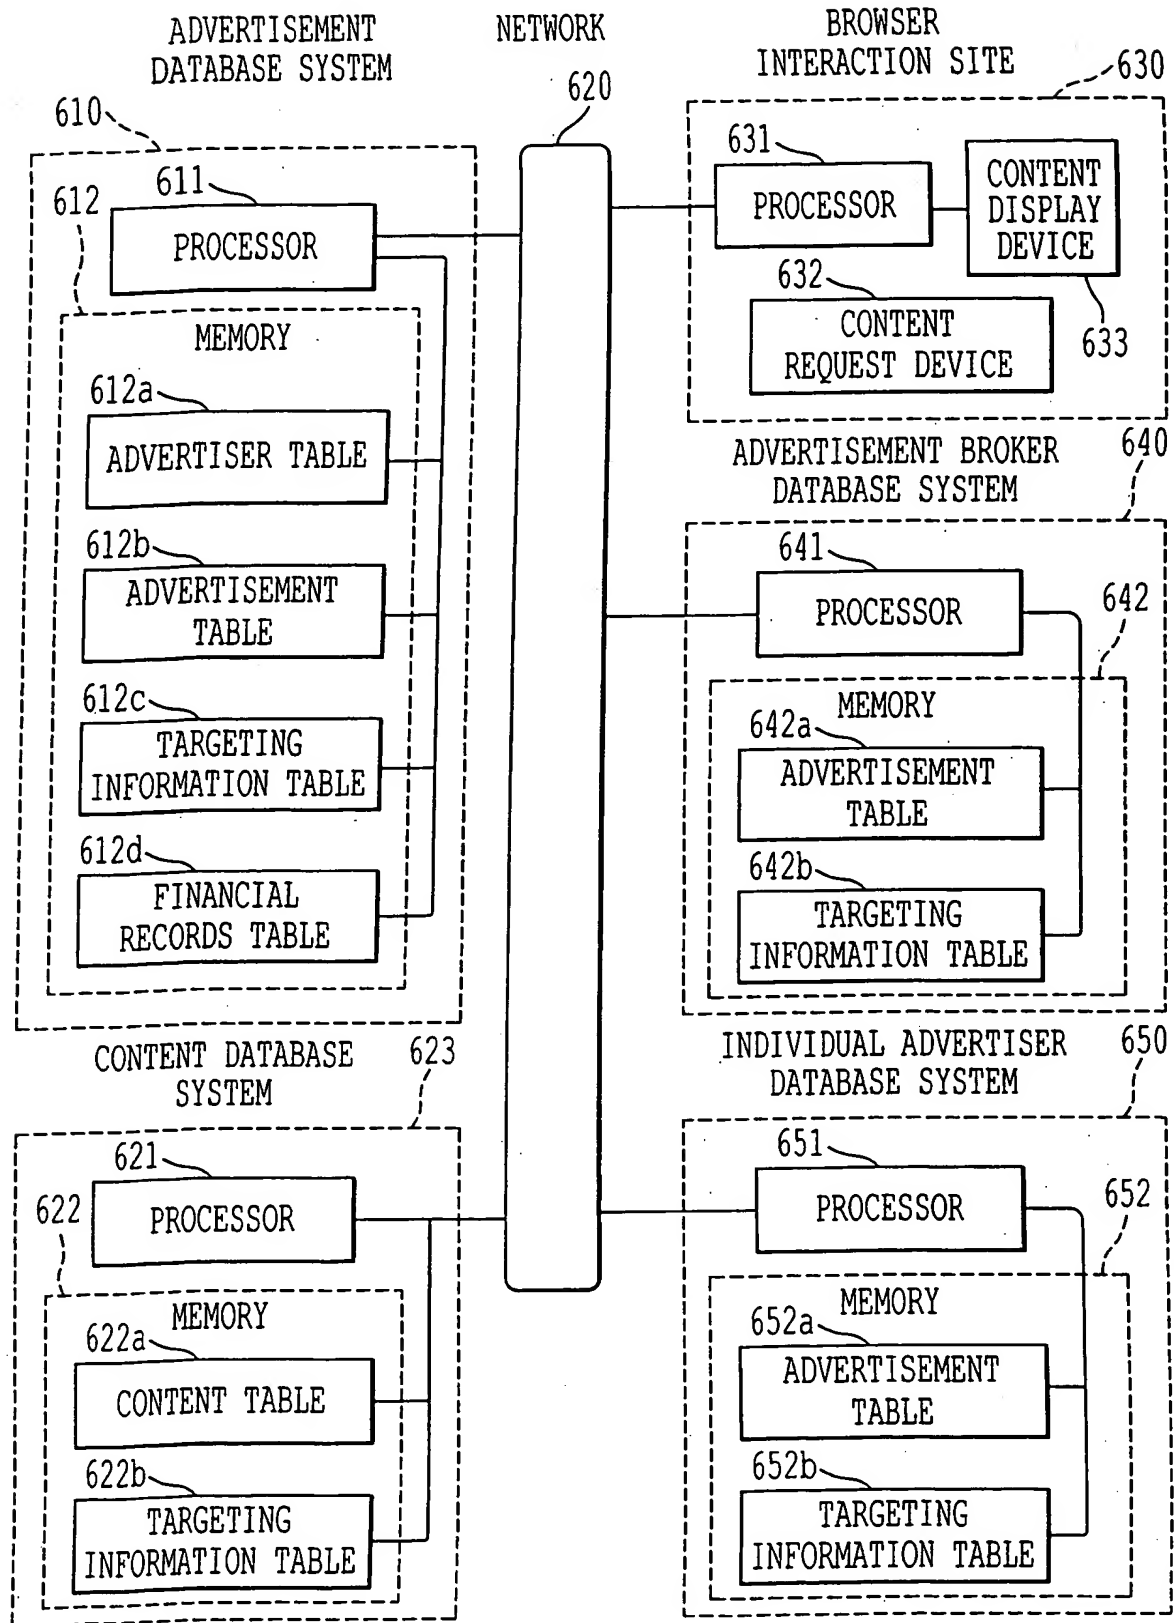 ADVERTISEMENT
DATABASE SYSTEM
610
611
612
PROCESSOR
MEMORY
612a
ADVERTISER TABLE
612b
ADVERTISEMENT
TABLE
612c
TARGETING
INFORMATION TABLE
612d
FINANCIAL
RECORDS TABLE
CONTENT DATABASE
SYSTEM
623
621
622
PROCESSOR
MEMORY
622a
CONTENT TABLE
622b
TARGETING
INFORMATION TABLE
NETWORK
620
BROWSER
INTERACTION SITE
630
631
PROCESSOR
CONTENT
DISPLAY
DEVICE
632
CONTENT
REQUEST DEVICE
633
ADVERTISEMENT BROKER
DATABASE SYSTEM
640
641
PROCESSOR
642
MEMORY
642a
ADVERTISEMENT
TABLE
642b
TARGETING
INFORMATION TABLE
INDIVIDUAL ADVERTISER
DATABASE SYSTEM
650
651
PROCESSOR
652
MEMORY
652a
ADVERTISEMENT
TABLE
652b
TARGETING
INFORMATION TABLE